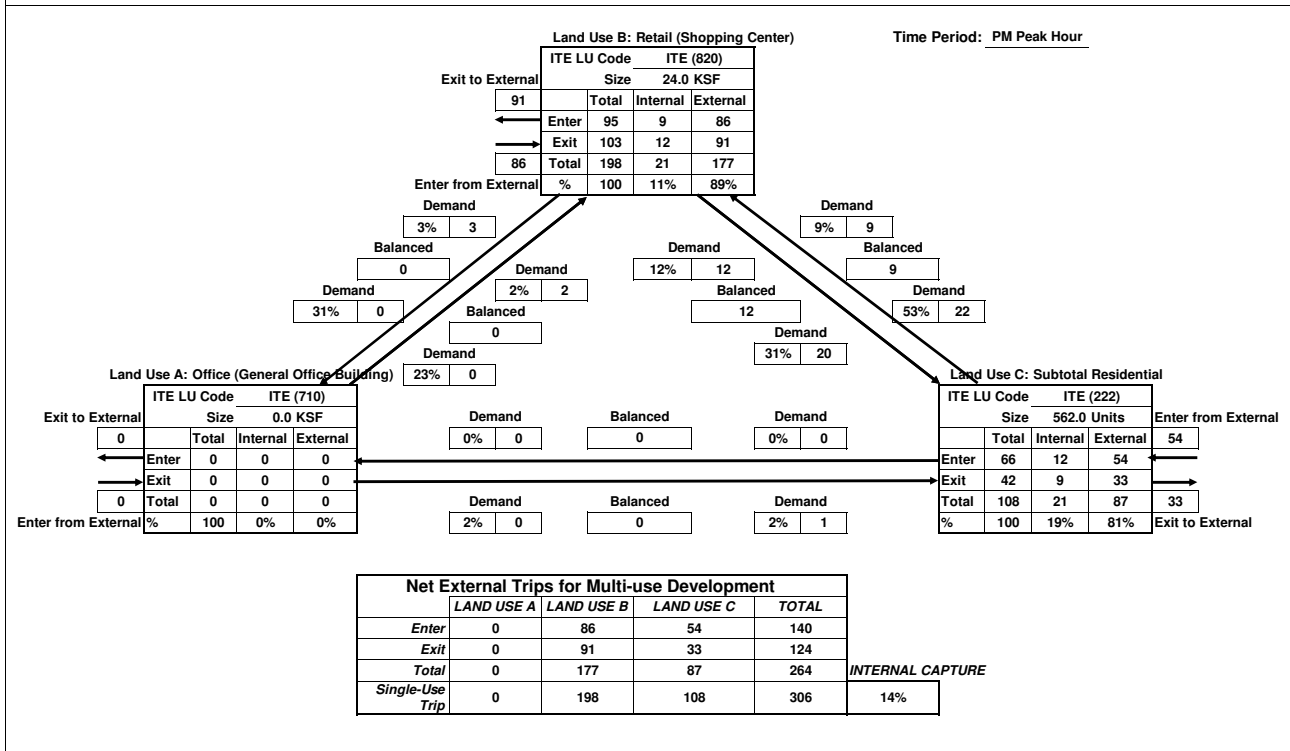 Land Use B: Retail (Shopping Center)
Time Period: PM Peak Hour
ITE LU Code ITE (820)
Exit to External Size 24.0 KSF
91 Total Internal External
Enter 95 9 86
Exit 103 12 91
86 Total 198 21 177
Enter from External % 100 11% 89%
Demand Demand
3% 3 9% 9
Balanced Demand Balanced
0 12% 12 9
Demand
2% 2
Demand Balanced Demand
31% 0 12 53% 22
Balanced
0
Demand
31% 20
Demand
23% 0
Land Use A: Office (General Office Building)
Land Use C: Subtotal Residential
ITE LU Code ITE (710)
Exit to External Size 0.0 KSF
0 Total Internal External
Enter 0 0 0
Exit 0 0 0
0 Total 0 0 0
Enter from External % 100 0% 0%
Demand Balanced Demand
0% 0 0 0% 0
Demand Balanced Demand
2% 0 0 2% 1
ITE LU Code ITE (222)
Size 562.0 Units Enter from External
Total Internal External 54
Enter 66 12 54
Exit 42 9 33
Total 108 21 87 33
% 100 19% 81% Exit to External
Net External Trips for Multi-use Development
LAND USE A LAND USE B LAND USE C TOTAL
Enter 0 86 54 140
Exit 0 91 33 124
Total 0 177 87 264 INTERNAL CAPTURE
Single-Use
Trip 0 198 108 306 14%